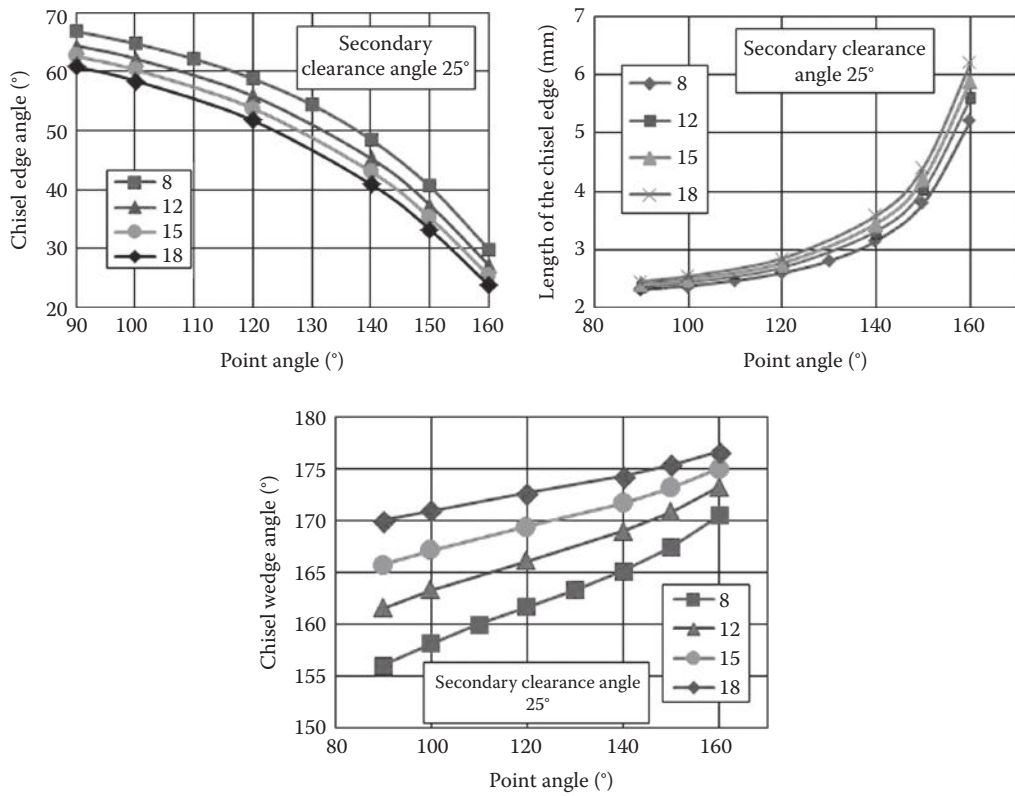 70
60
50
40
30
20
Chisel edge angle (°)
Secondary
clearance angle 25°
8
12
15
18
90 100 110 120 130 140 150 160
Point angle (°)
7
6
5
4
3
2
Length of the chisel edge (mm)
Secondary clearance
angle 25°
8
12
15
18
80 100 120 140 160
Point angle (°)
180
175
170
165
160
155
150
Chisel wedge angle (°)
8
12
15
18
Secondary clearance angle
25°
80 100 120 140 160
Point angle (°)